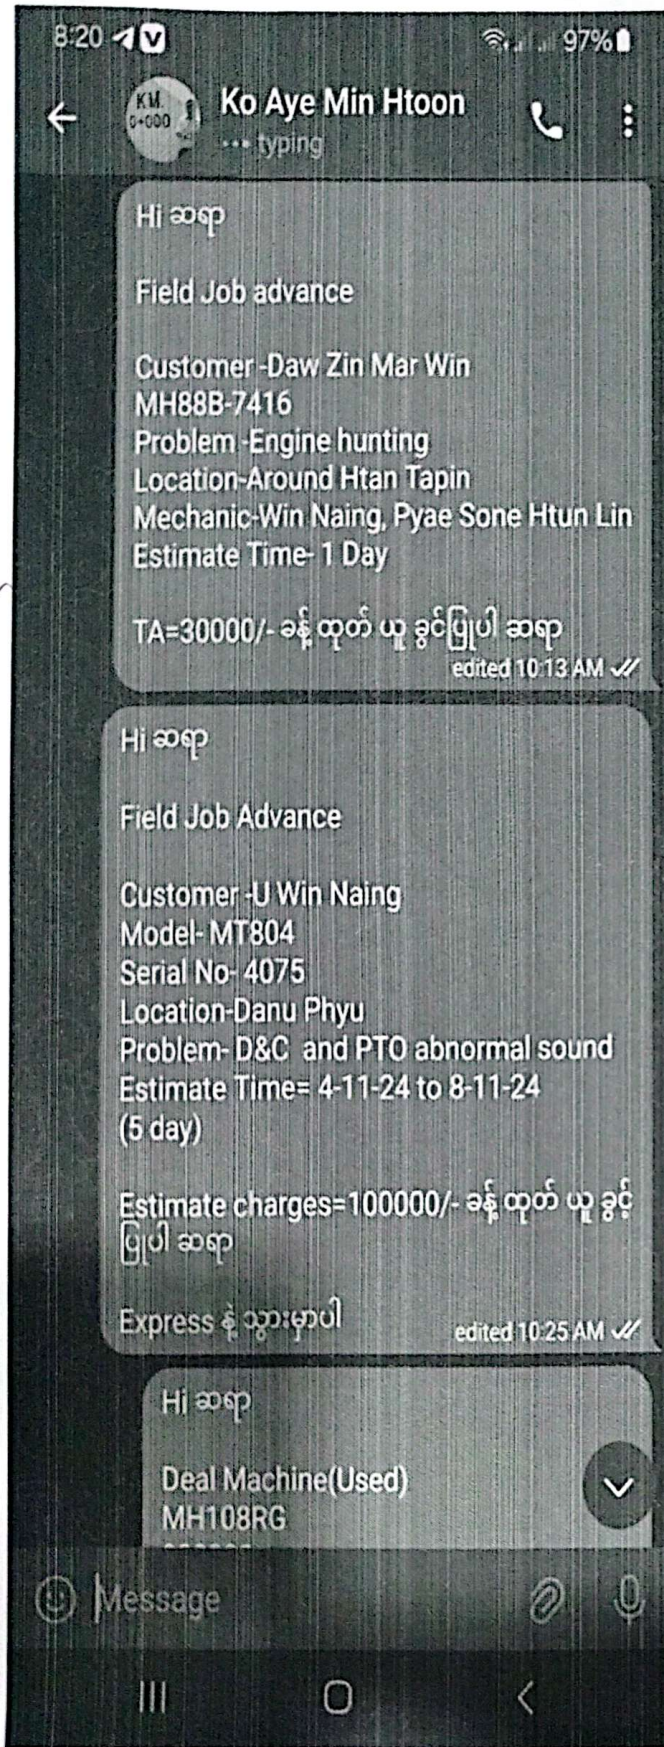 8:20
97%
KM.
0+000
Ko Aye Min Htoon
typing
Hi ဆရာ
Field Job advance
Customer -Daw Zin Mar Win
MH88B-7416
Problem -Engine hunting
Location-Around Htan Tapin
Mechanic-Win Naing, Pyae Sone Htun Lin
Estimate Time- 1 Day
TA=30000/- ခန့် ထုတ် ယူ ခွင်ပြုပါ ဆရာ
edited 10:13 AM
Hi ဆရာ
Field Job Advance
Customer -U Win Naing
Model- MT804
Serial No- 4075
Location-Danu Phyu
Problem- D&C and PTO abnormal sound
Estimate Time= 4-11-24 to 8-11-24
(5 day)
Estimate charges=100000/- ခန့် ထုတ် ယူ ခွင့်
ပြုပါ ဆရာ
Express နဲ့ သွားမှာပါ
edited 10:25 AM
Hi ဆရာ
Deal Machine(Used)
MH108RG
Message